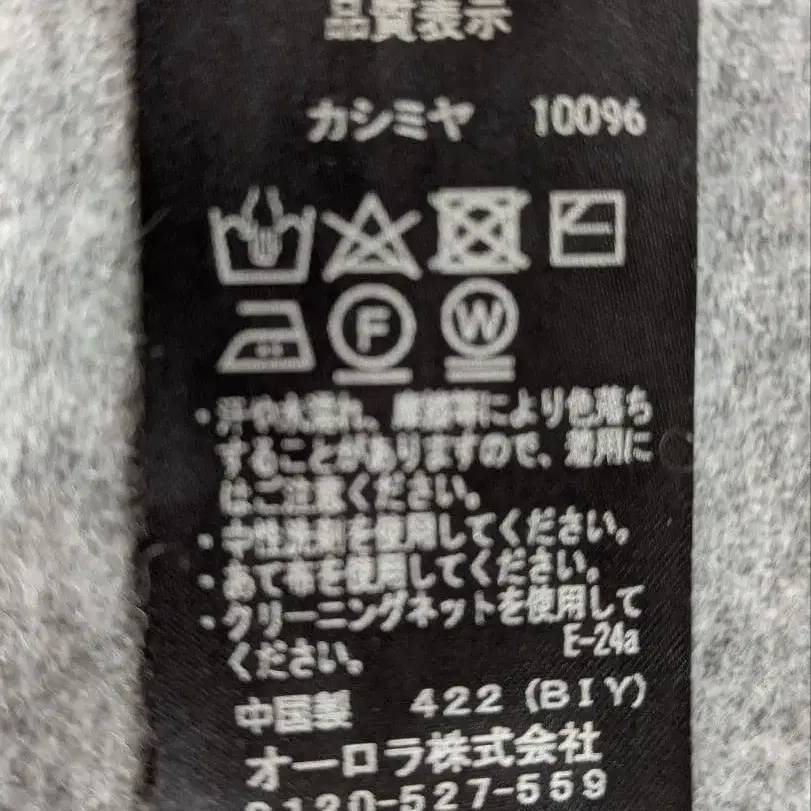 品質表示
カシミヤ 10096
F W
・汗や水濡れ、摩擦等により色落ち
することがありますので、着用に
はご注意ください。
・中性洗剤を使用してください。
・あて布を使用してください。
・クリーニングネットを使用して
ください。
E-24a
中国製 422 (BIY)
オーロラ株式会社
0120-527-559